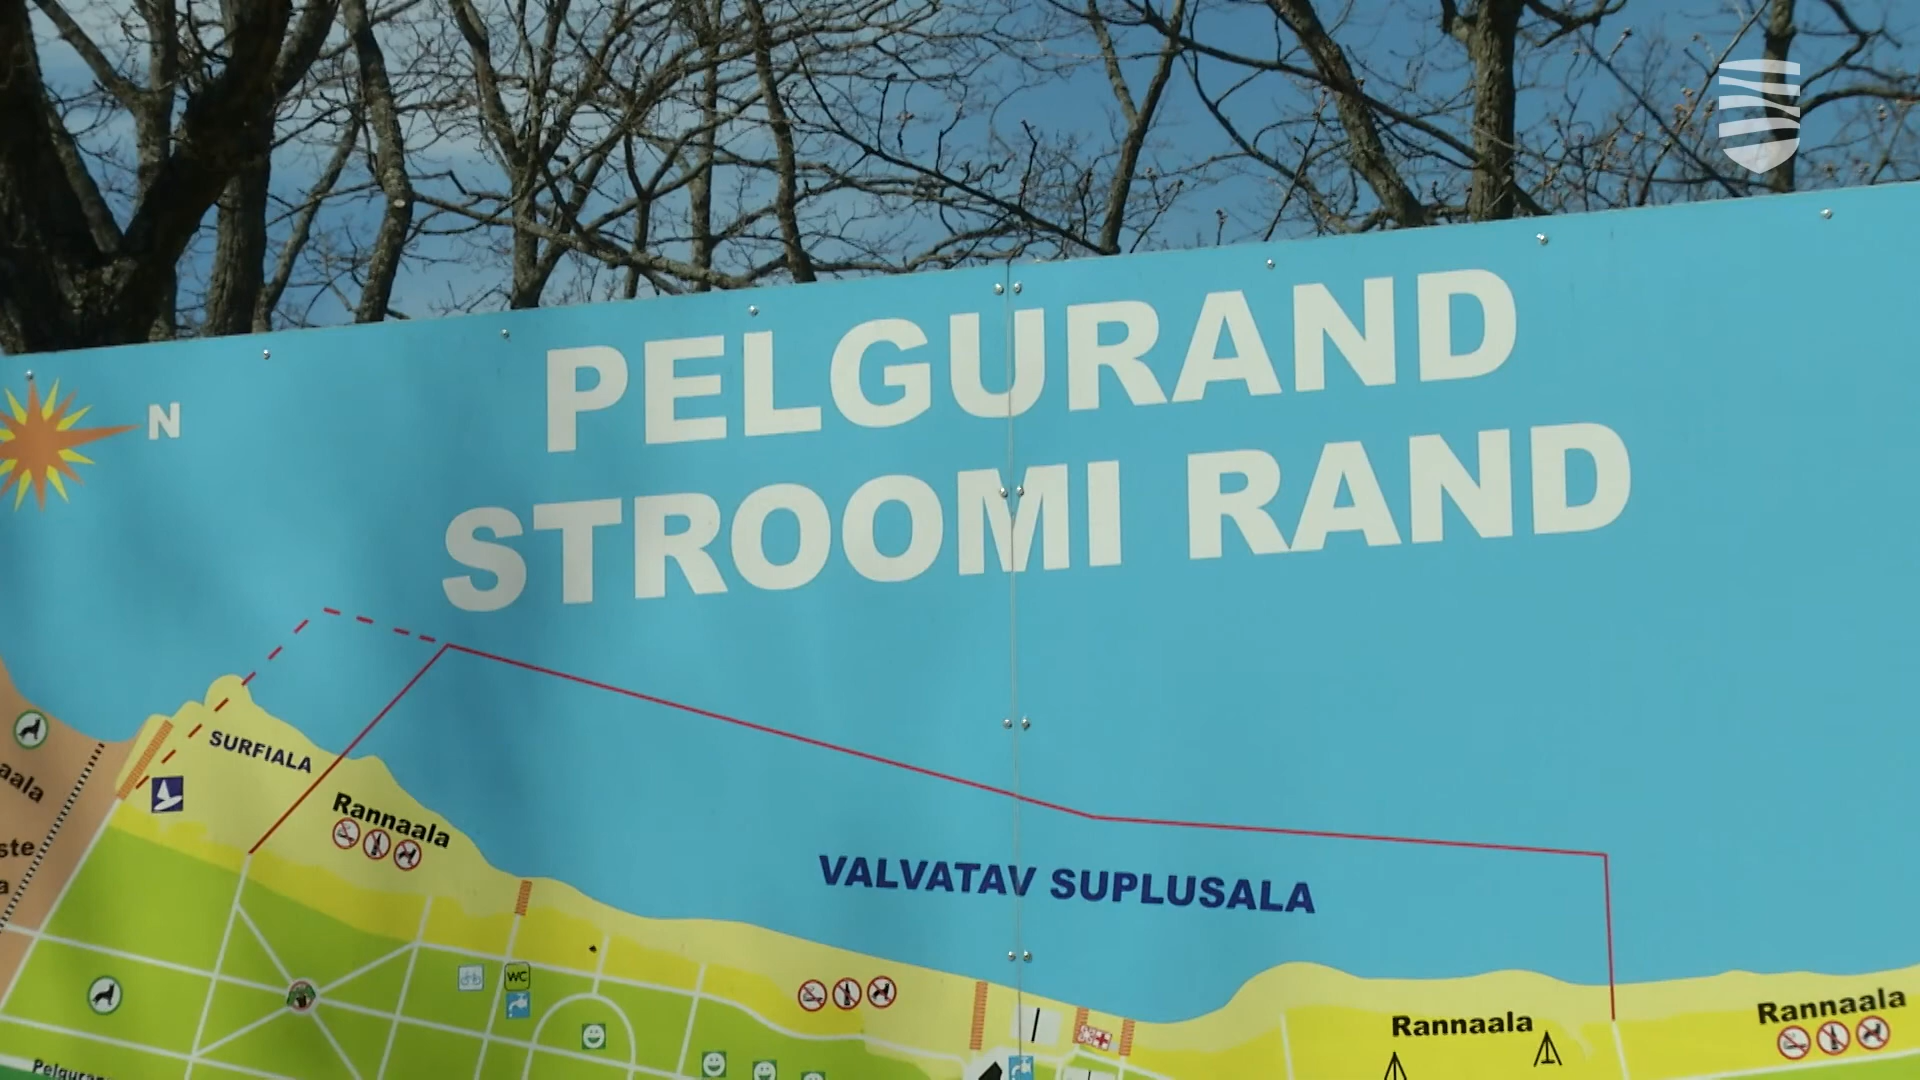 PELGURAND
STROOMI RAND
N
SURFIALA
Rannaala
VALVATAV SUPLUSALA
WC
Rannaala
Rannaala